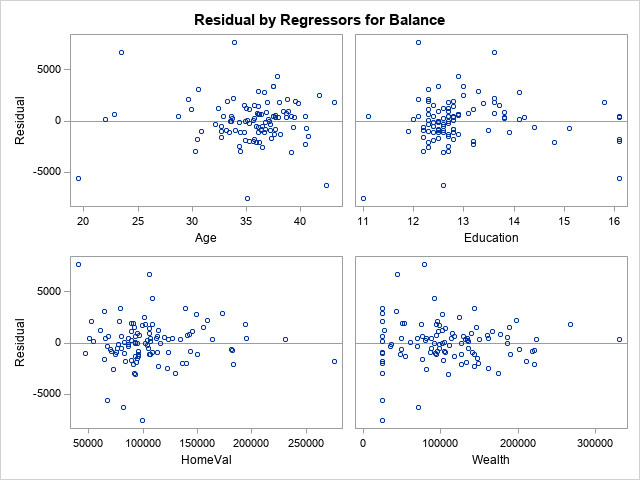 Residual by Regressors for Balance
Residual
5000
0
-5000
20 25 30 35 40
Age
11 12 13 14 15 16
Education
Residual
5000
0
-5000
50000 100000 150000 200000 250000
HomeVal
0 100000 200000 300000
Wealth